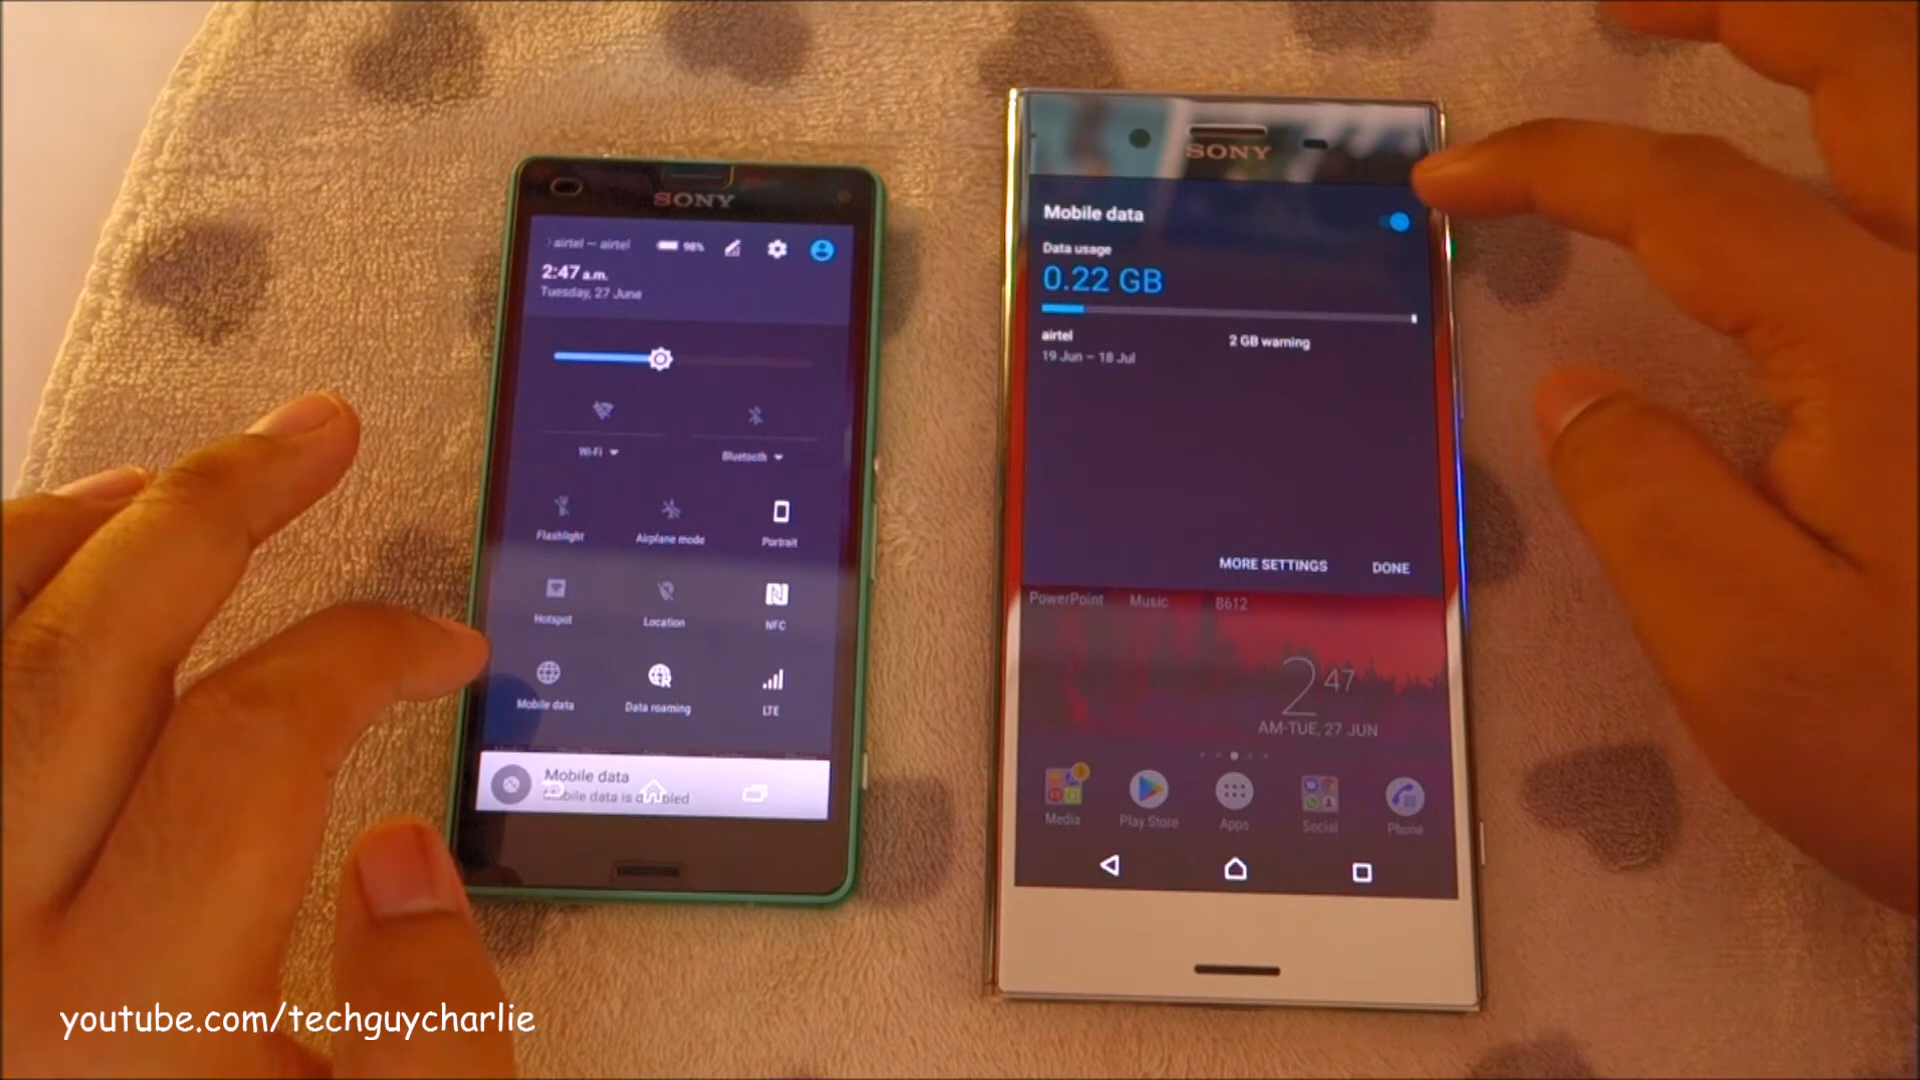 SONY
airtel — airtel 98%
2:47 a.m.
Tuesday, 27 June
Wi-Fi Bluetooth
Flashlight Airplane mode Portrait
Hotspot Location NFC
Mobile data Data roaming LTE
Mobile data
Mobile data is
SONY
Mobile data
Data usage
0.22 GB
airtel 2 GB warning
19 Jun – 18 Jul
MORE SETTINGS DONE
PowerPoint Music B612
2 47
AM-TUE, 27 JUN
Media Play Store Apps Social Phone
youtube.com/techguycharlie